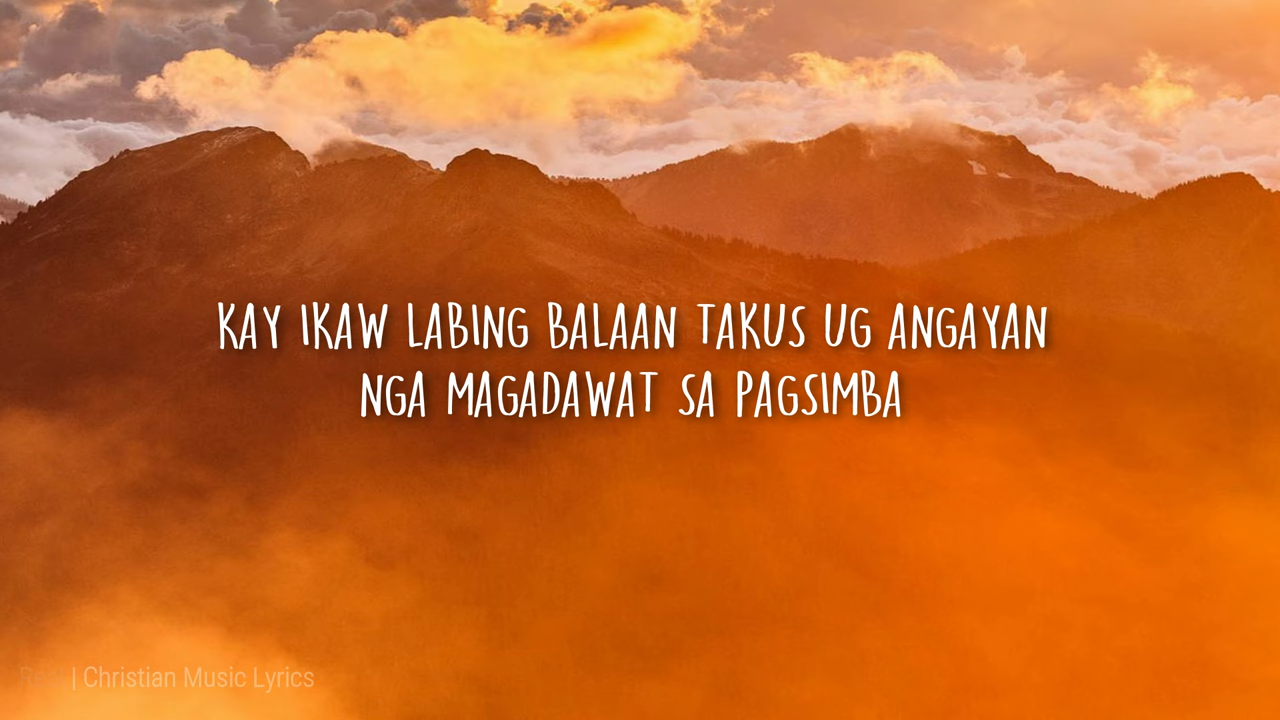 KAY IKAW LABING BALAAN TAKUS UG ANGAYAN
NGA MAGADAWAT SA PAGSIMBA
| Christian Music Lyrics